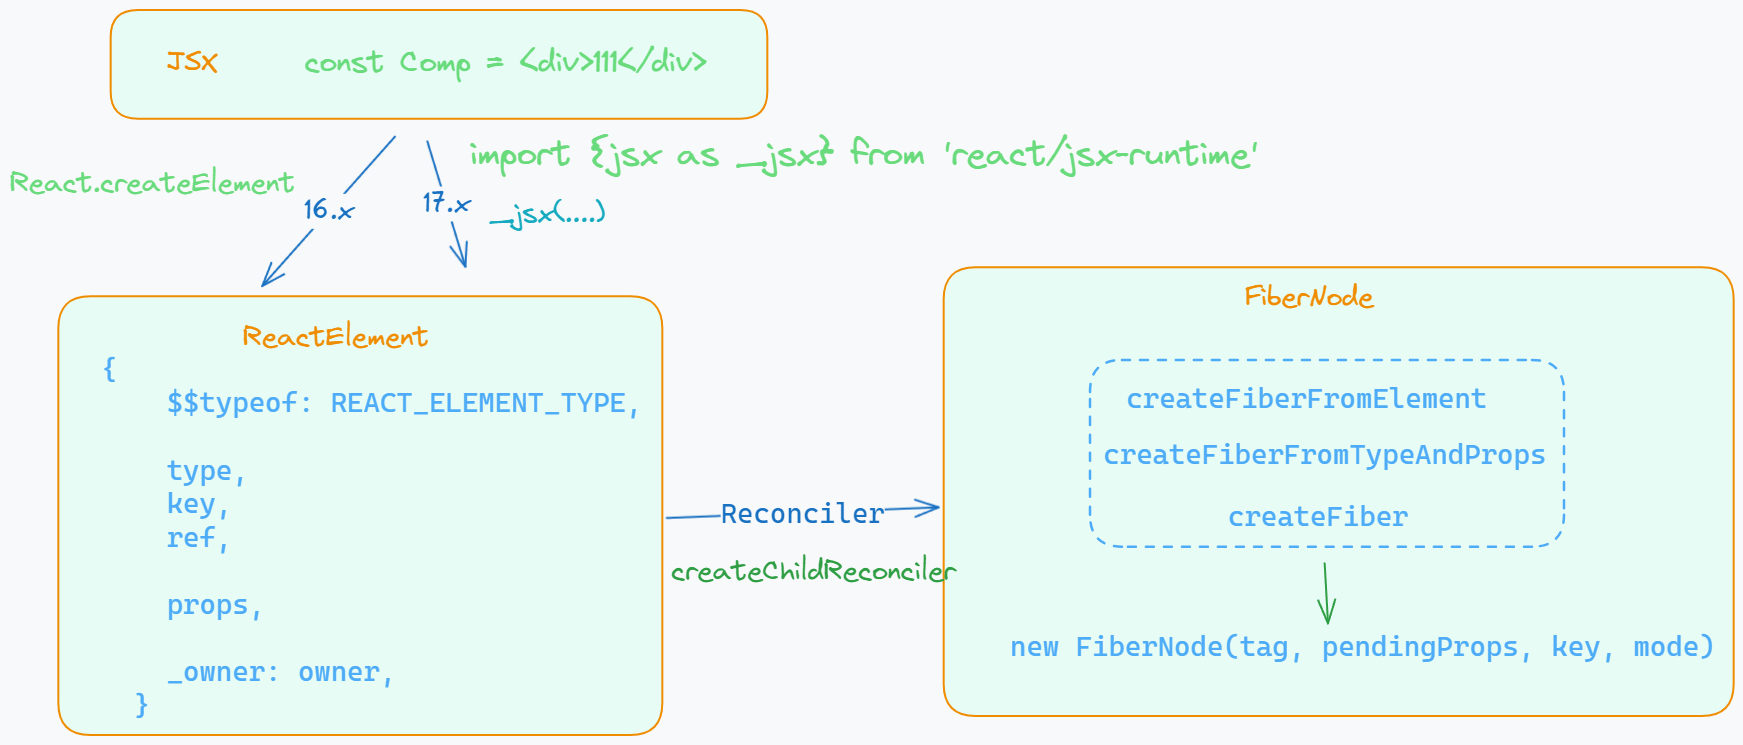 JSX const Comp = <div>111</div>
import {jsx as _jsx} from 'react/jsx-runtime'
React.createElement
16.x
17.x
_jsx(....)
ReactElement
{
$$typeof: REACT_ELEMENT_TYPE,
type,
key,
ref,
props,
_owner: owner,
}
Reconciler
createChildReconciler
FiberNode
createFiberFromElement
createFiberFromTypeAndProps
createFiber
new FiberNode(tag, pendingProps, key, mode)